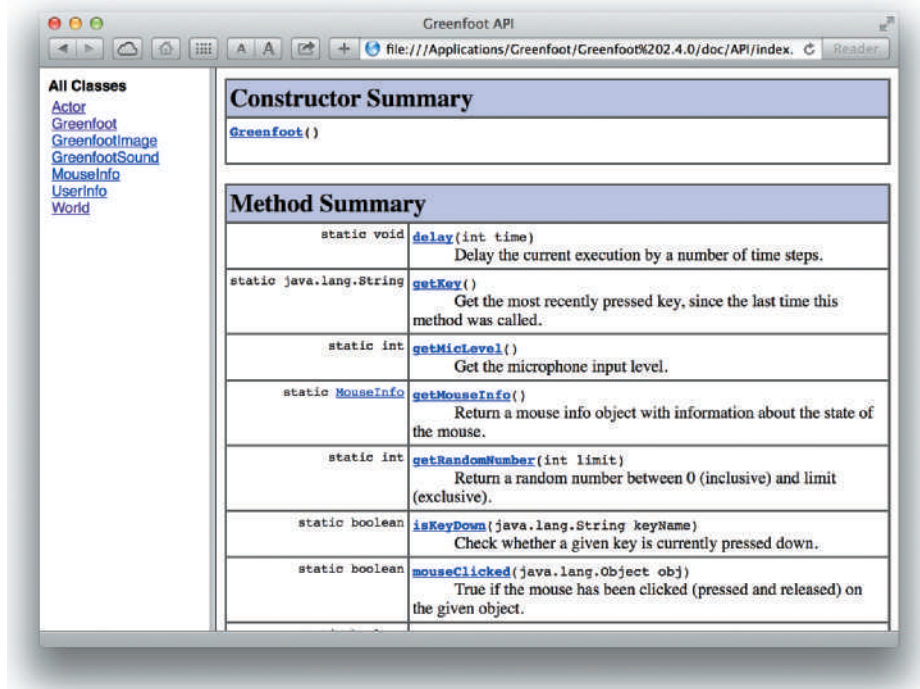 Greenfoot API
A A + file:///Applications/Greenfoot/Greenfoot%202.4.0/doc/API/index. Reader
All Classes
Actor
Greenfoot
GreenfootImage
GreenfootSound
MouseInfo
UserInfo
World
Constructor Summary
Greenfoot()
Method Summary
static void delay(int time)
Delay the current execution by a number of time steps.
static java.lang.String getKey()
Get the most recently pressed key, since the last time this
method was called.
static int getMicLevel()
Get the microphone input level.
static MouseInfo getMouseInfo()
Return a mouse info object with information about the state of
the mouse.
static int getRandomNumber(int limit)
Return a random number between 0 (inclusive) and limit
(exclusive).
static boolean isKeyDown(java.lang.String keyName)
Check whether a given key is currently pressed down.
static boolean mouseClicked(java.lang.Object obj)
True if the mouse has been clicked (pressed and released) on
the given object.